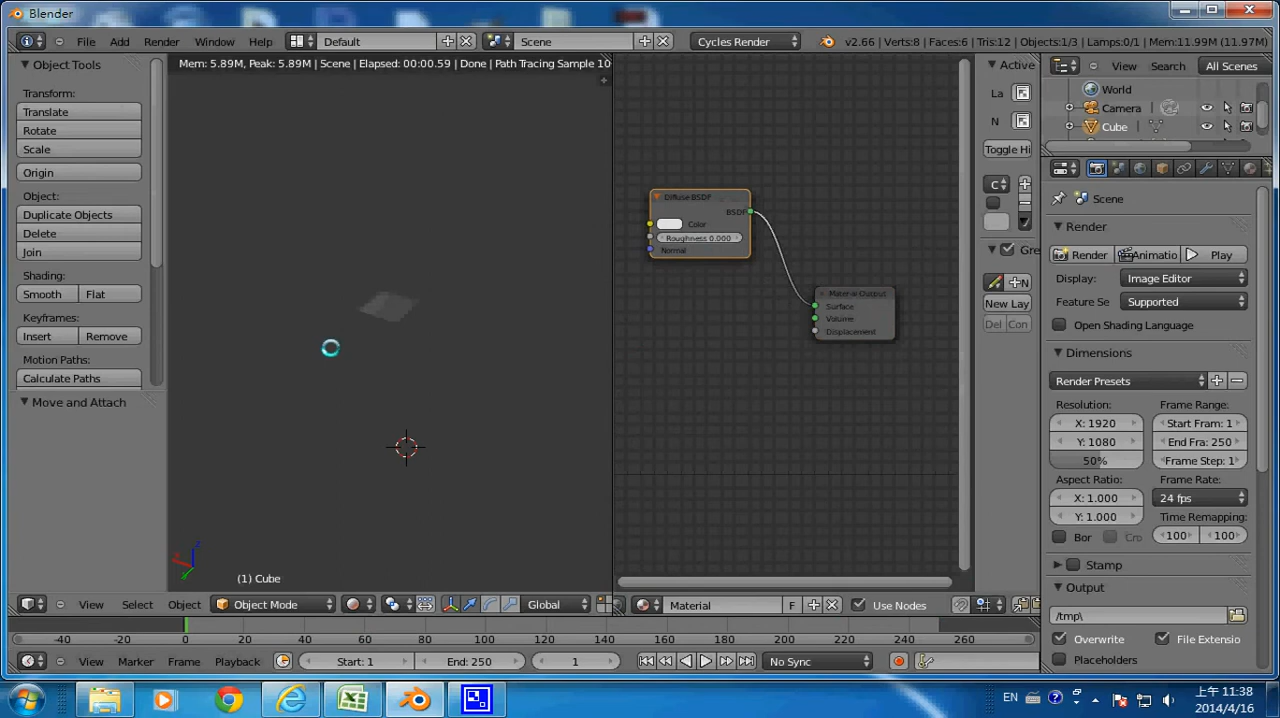 Blender
File Add Render Window Help Default Scene Cycles Render v2.66 | Verts:8 | Faces:6 | Tris:12 | Objects:1/3 | Lamps:0/1 | Mem:11.99M (11.97M)
Object Tools
Transform:
Translate
Rotate
Scale
Origin
Object:
Duplicate Objects
Delete
Join
Shading:
Smooth Flat
Keyframes:
Insert Remove
Motion Paths:
Calculate Paths
Move and Attach
Mem: 5.89M, Peak: 5.89M | Scene | Elapsed: 00:00.59 | Done | Path Tracing Sample 10
(1) Cube
View Select Object Object Mode Global
Diffuse BSDF
BSDF
Color
Roughness 0.000
Normal
Material Output
Surface
Volume
Displacement
Material F Use Nodes
Active
La
N
Toggle Hi
C
Gre
N
New Lay
Del Con
View Search All Scenes
World
Camera
Cube
Scene
Render
Render Animatio Play
Display: Image Editor
Feature Se Supported
Open Shading Language
Dimensions
Render Presets
Resolution: Frame Range:
X: 1920 Start Fram: 1
Y: 1080 End Fra: 250
50% Frame Step: 1
Aspect Ratio: Frame Rate:
X: 1.000 24 fps
Y: 1.000 Time Remapping:
Bor Cro 100 100
Stamp
Output
/tmp\
Overwrite File Extensio
Placeholders
-40 -20 0 20 40 60 80 100 120 140 160 180 200 220 240 260
View Marker Frame Playback Start: 1 End: 250 1 No Sync
EN 上午 11:38
2014/4/16